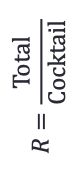 R = Total / Cocktail